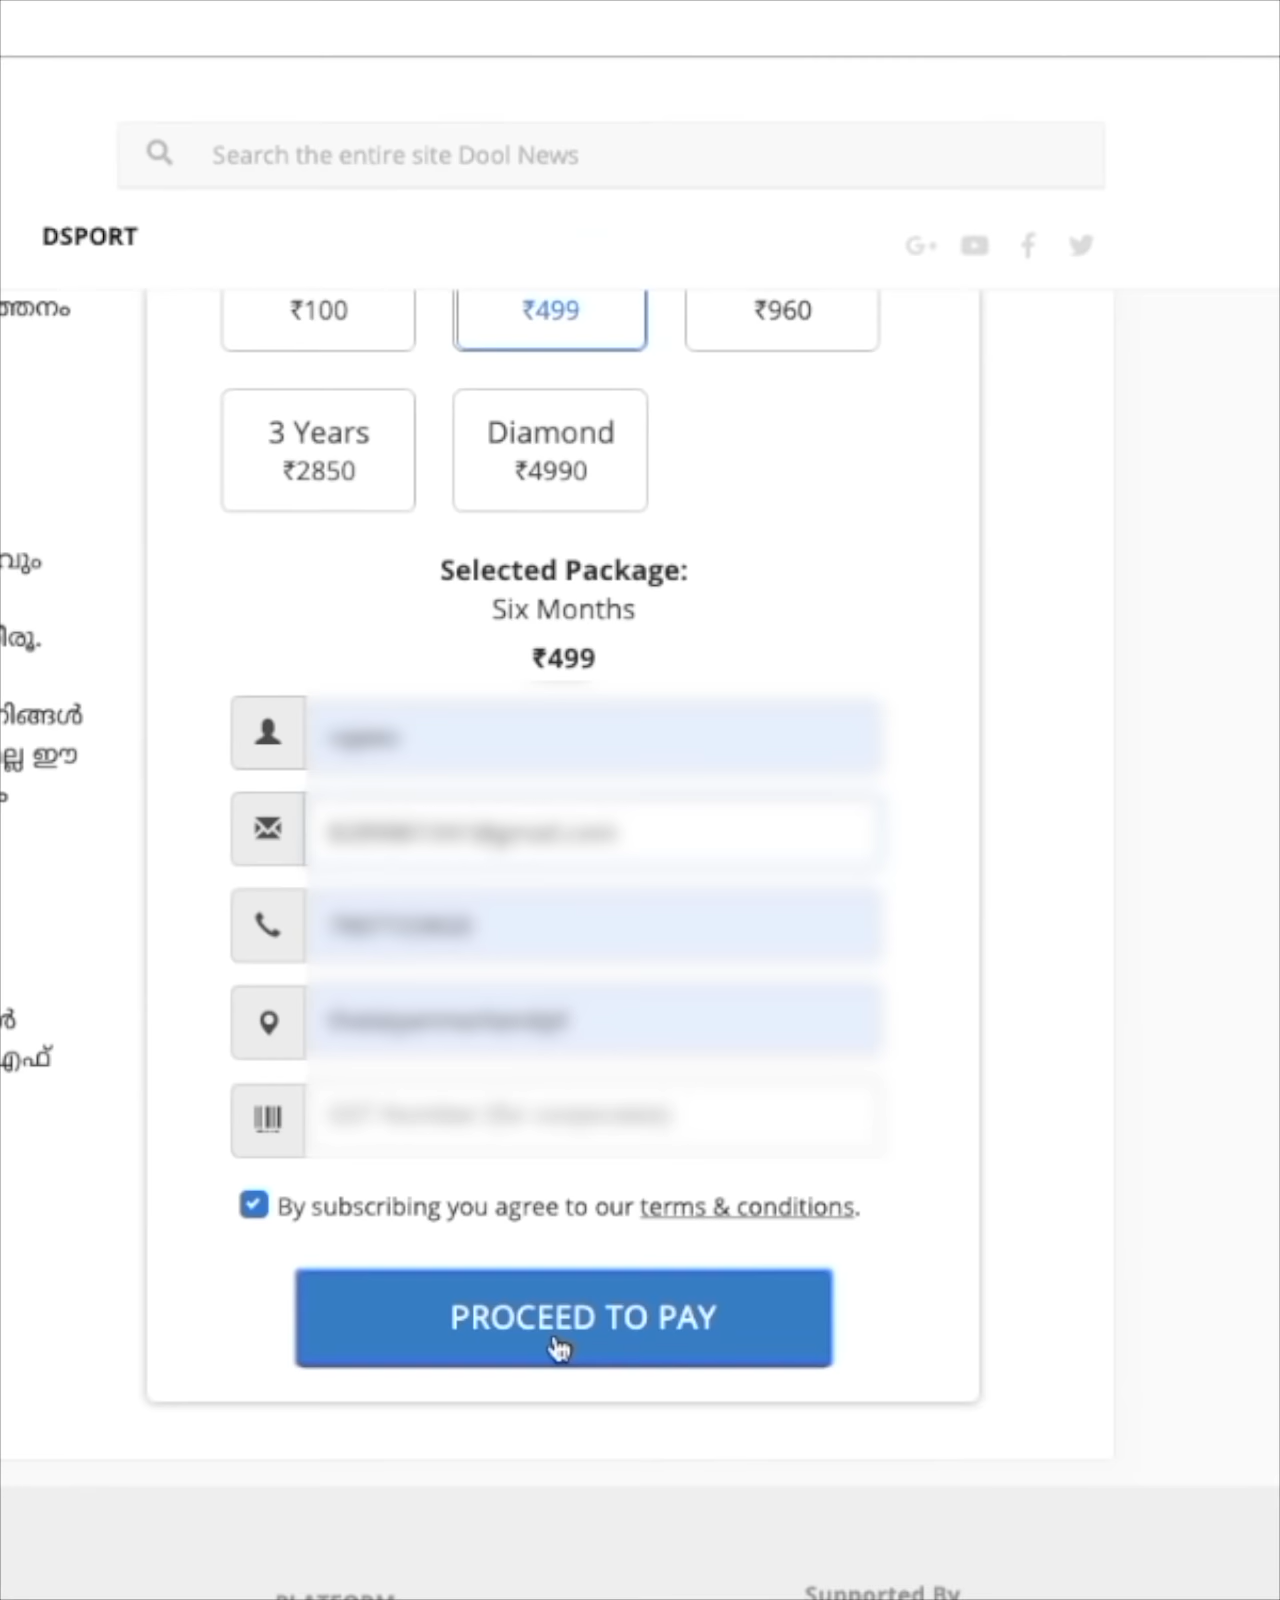 Search the entire site Dool News
DSPORT
ത്തനം
₹100
₹499
₹960
3 Years
₹2850
Diamond
₹4990
വും
Selected Package:
Six Months
ിരൂ.
₹499
നിങ്ങൾ
ല്ല ഈ
ൾ
എഫ്
By subscribing you agree to our terms & conditions.
PROCEED TO PAY
PLATFORM
Supported By